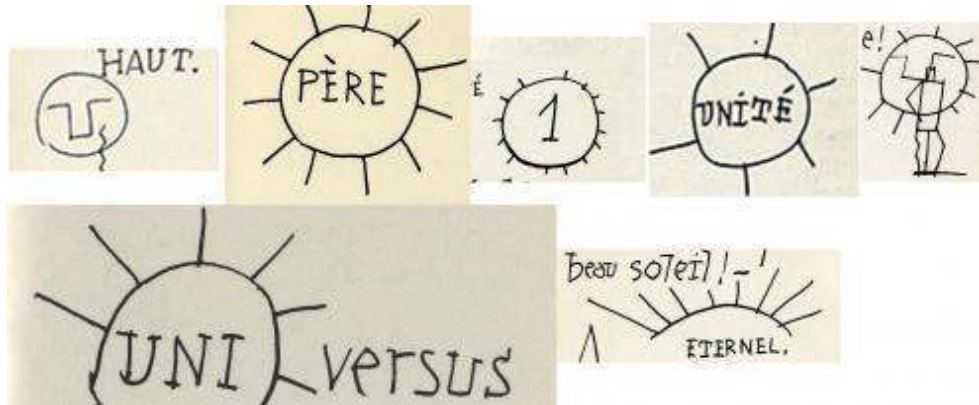 HAUT.
PÈRE
É
1
UNITÉ
e!
UNI versus
beau soleil!-'
ETERNEL.